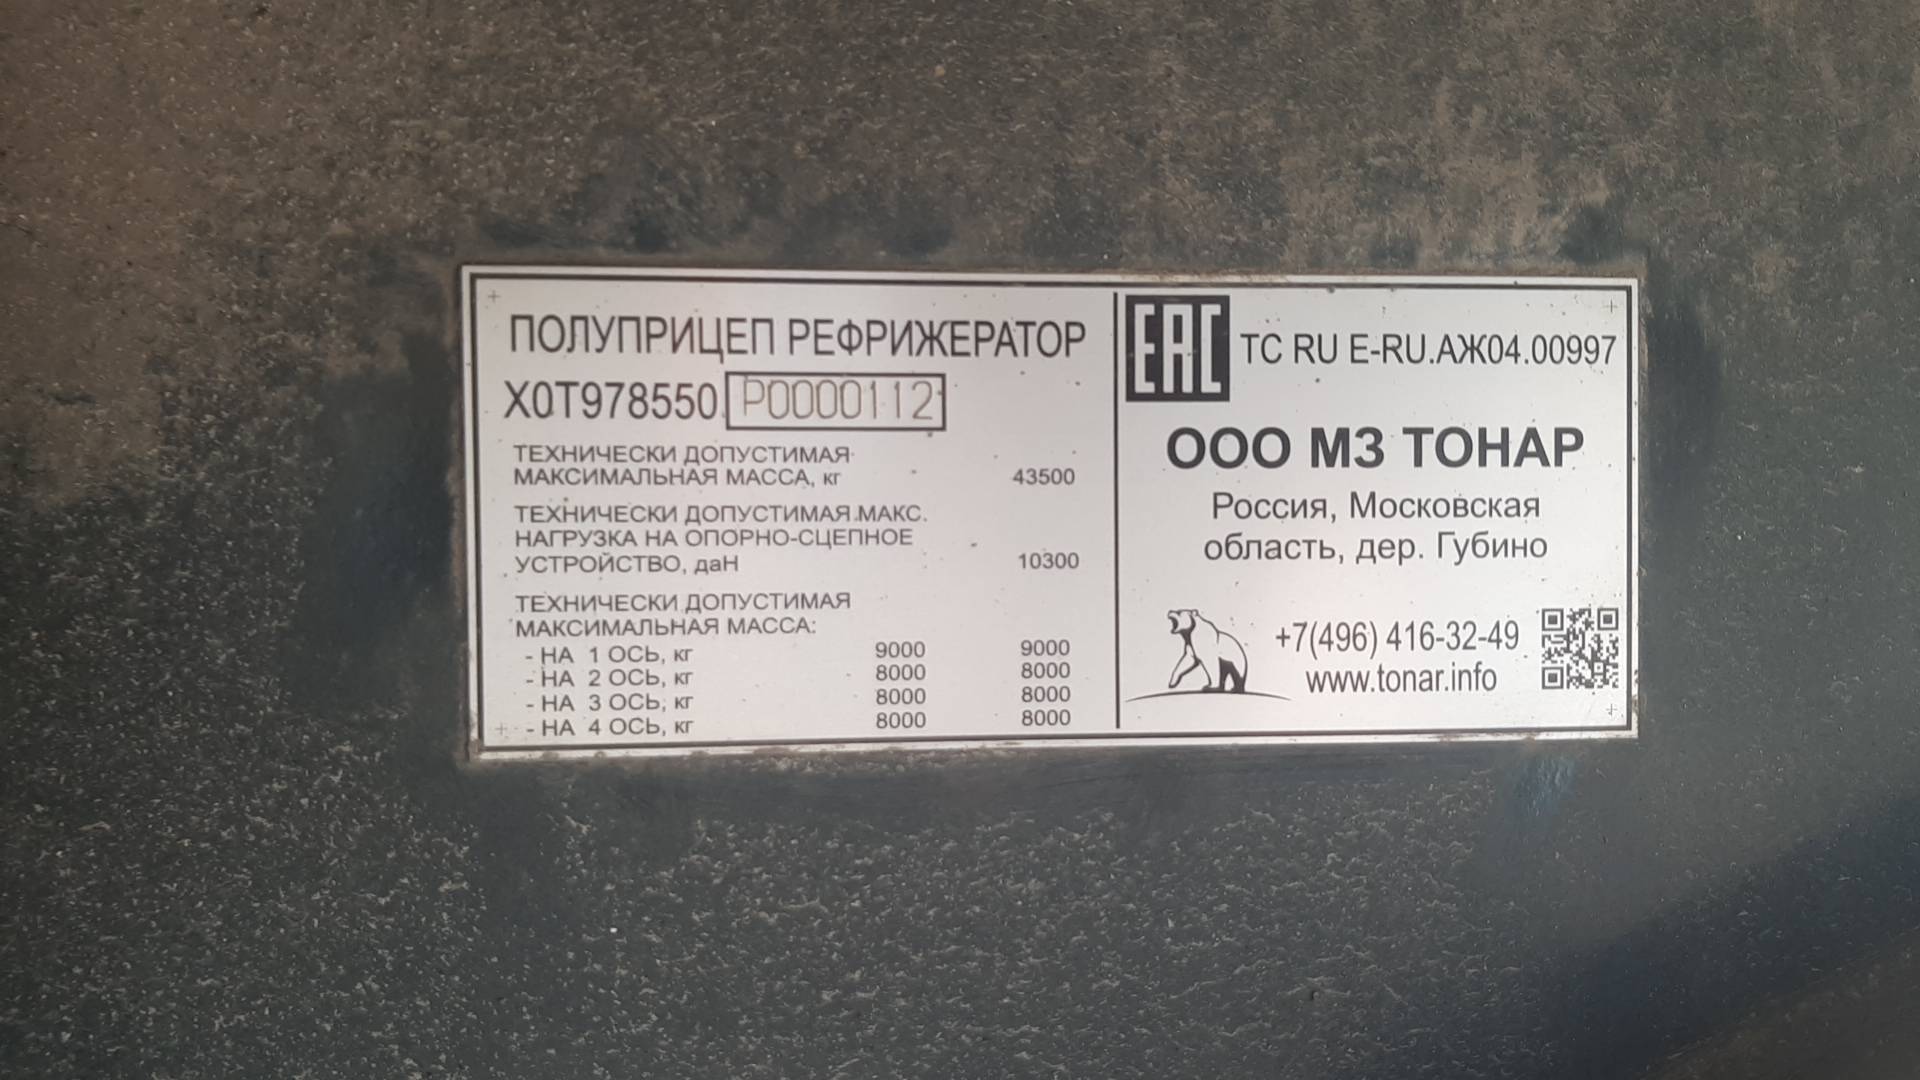 ПОЛУПРИЦЕП РЕФРИЖЕРАТОР
X0T978550 P0000112
ТЕХНИЧЕСКИ ДОПУСТИМАЯ
МАКСИМАЛЬНАЯ МАССА, кг 43500
ТЕХНИЧЕСКИ ДОПУСТИМАЯ МАКС.
НАГРУЗКА НА ОПОРНО-СЦЕПНОЕ
УСТРОЙСТВО, даН 10300
ТЕХНИЧЕСКИ ДОПУСТИМАЯ
МАКСИМАЛЬНАЯ МАССА:
- НА 1 ОСЬ, кг 9000 9000
- НА 2 ОСЬ, кг 8000 8000
- НА 3 ОСЬ, кг 8000 8000
- НА 4 ОСЬ, кг 8000 8000
EAC ТС RU E-RU.АЖ04.00997
ООО МЗ ТОНАР
Россия, Московская
область, дер. Губино
+7(496) 416-32-49
www.tonar.info